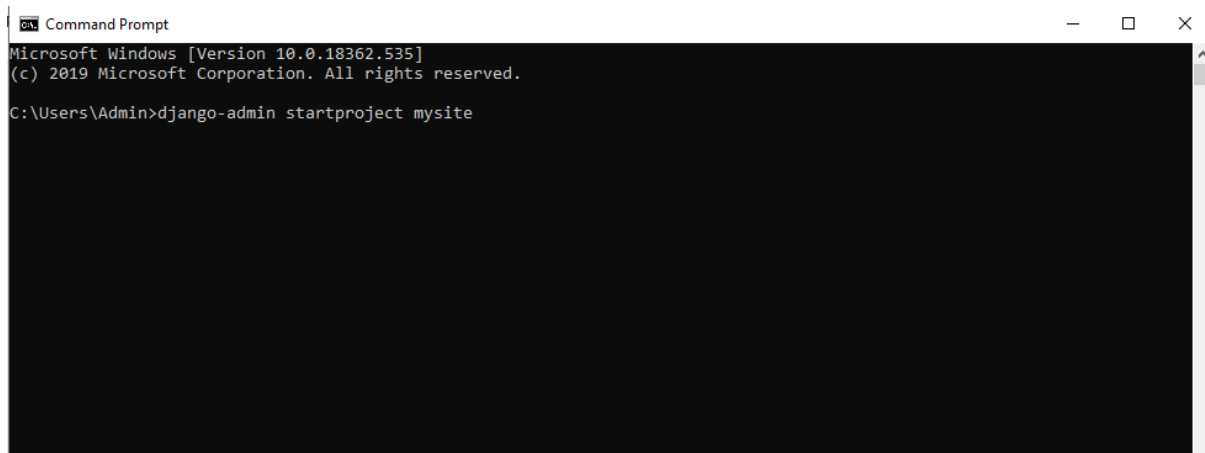 Command Prompt
Microsoft Windows [Version 10.0.18362.535]
(c) 2019 Microsoft Corporation. All rights reserved.
C:\Users\Admin>django-admin startproject mysite